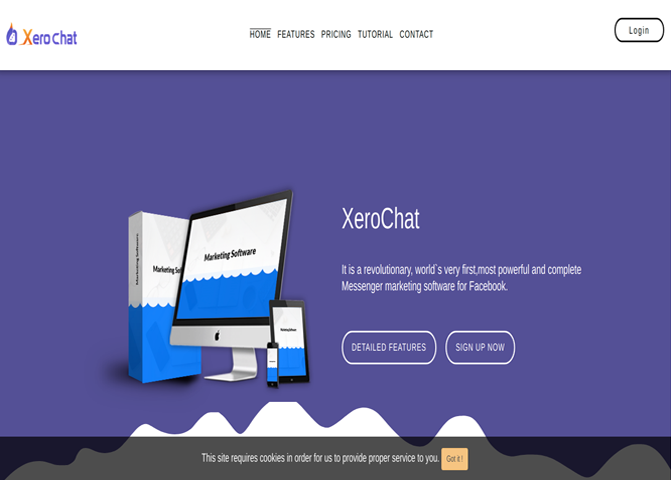 XeroChat
HOME FEATURES PRICING TUTORIAL CONTACT
Login
Marketing Software
Marketing Sof
Marketing Software
Marketing Software
XeroChat
It is a revolutionary, world`s very first,most powerful and complete
Messenger marketing software for Facebook.
DETAILED FEATURES SIGN UP NOW
This site requires cookies in order for us to provide proper service to you. Got it !